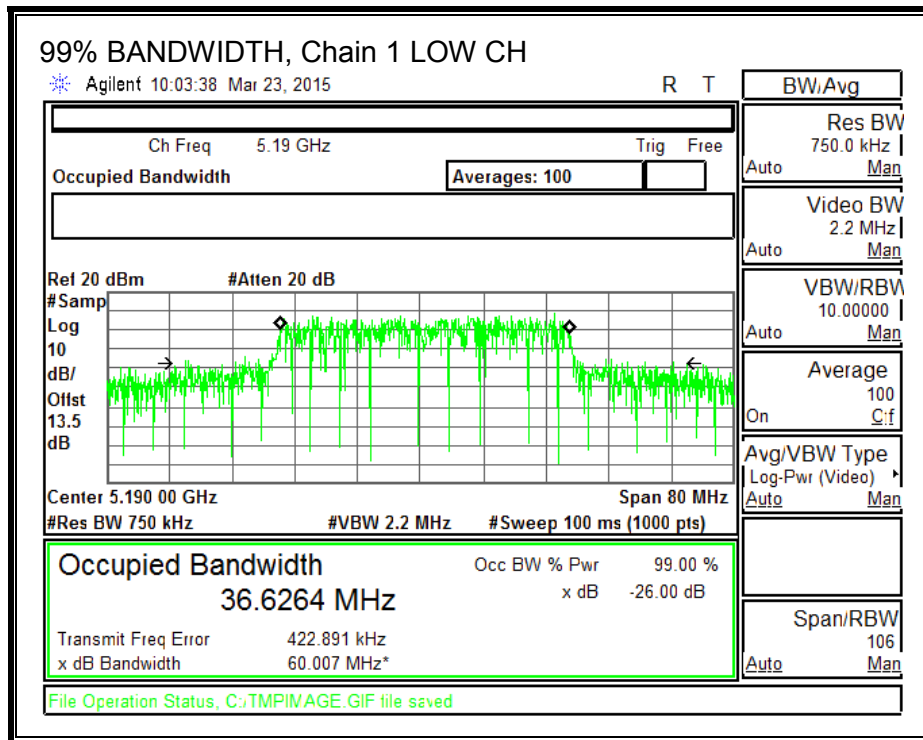 99% BANDWIDTH, Chain 1 LOW CH
Agilent 10:03:38 Mar 23, 2015 R T
Ch Freq 5.19 GHz Trig Free
Occupied Bandwidth Averages: 100
Ref 20 dBm #Atten 20 dB
#Samp
Log
10
dB/
Offst
13.5
dB
Center 5.190 00 GHz Span 80 MHz
#Res BW 750 kHz #VBW 2.2 MHz #Sweep 100 ms (1000 pts)
Occupied Bandwidth
36.6264 MHz
Occ BW % Pwr 99.00 %
x dB -26.00 dB
Transmit Freq Error 422.891 kHz
x dB Bandwidth 60.007 MHz*
File Operation Status, C:/TMPIMAGE.GIF file saved
BW/Avg
Res BW
750.0 kHz
Auto Man
Video BW
2.2 MHz
Auto Man
VBW/RBW
10.00000
Auto Man
Average
100
On Off
Avg/VBW Type
Log-Pwr (Video)
Auto Man
Span/RBW
106
Auto Man